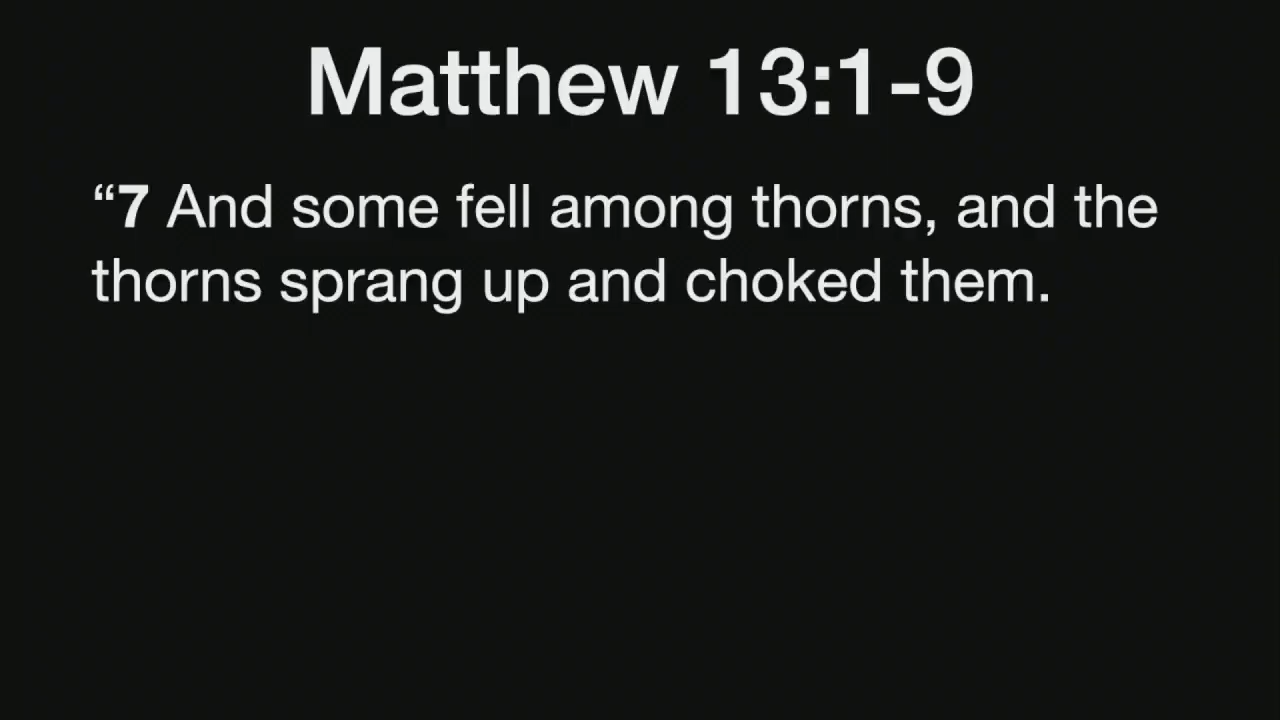 Matthew 13:1-9
“7 And some fell among thorns, and the
thorns sprang up and choked them.